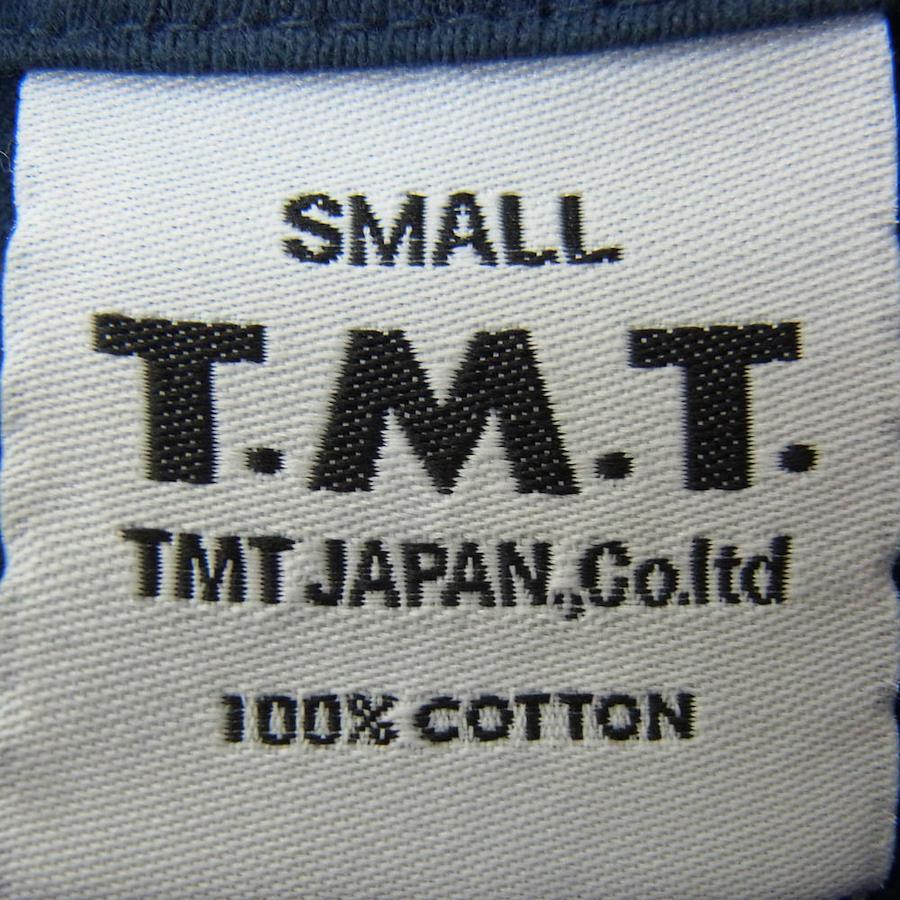 SMALL
T.M.T.
TMT JAPAN.,Co.ltd
100% COTTON